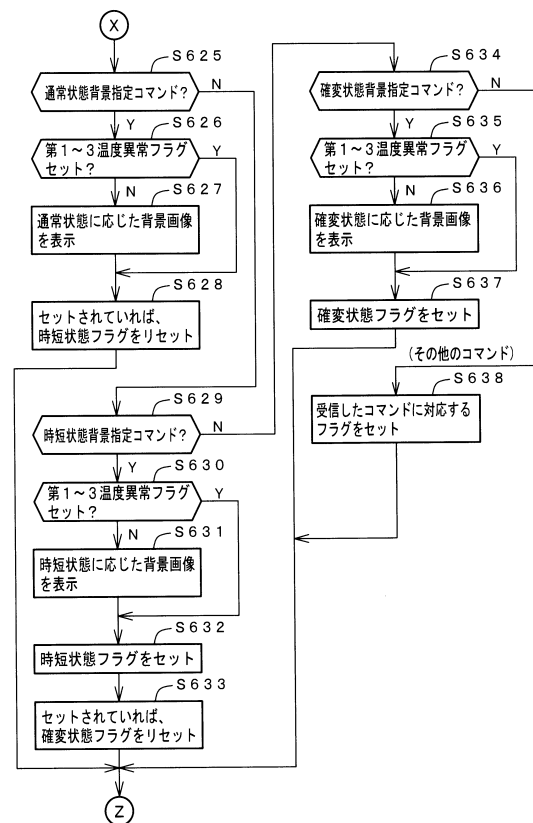 X
S625
通常状態背景指定コマンド?
N
Y
S626
第1~3温度異常フラグ
セット?
Y
N
S627
通常状態に応じた背景画像
を表示
S628
セットされていれば、
時短状態フラグをリセット
S629
時短状態背景指定コマンド?
N
Y
S630
第1~3温度異常フラグ
セット?
Y
N
S631
時短状態に応じた背景画像
を表示
S632
時短状態フラグをセット
S633
セットされていれば、
確変状態フラグをリセット
Z
S634
確変状態背景指定コマンド?
N
Y
S635
第1~3温度異常フラグ
セット?
Y
N
S636
確変状態に応じた背景画像
を表示
S637
確変状態フラグをセット
(その他のコマンド)
S638
受信したコマンドに対応する
フラグをセット